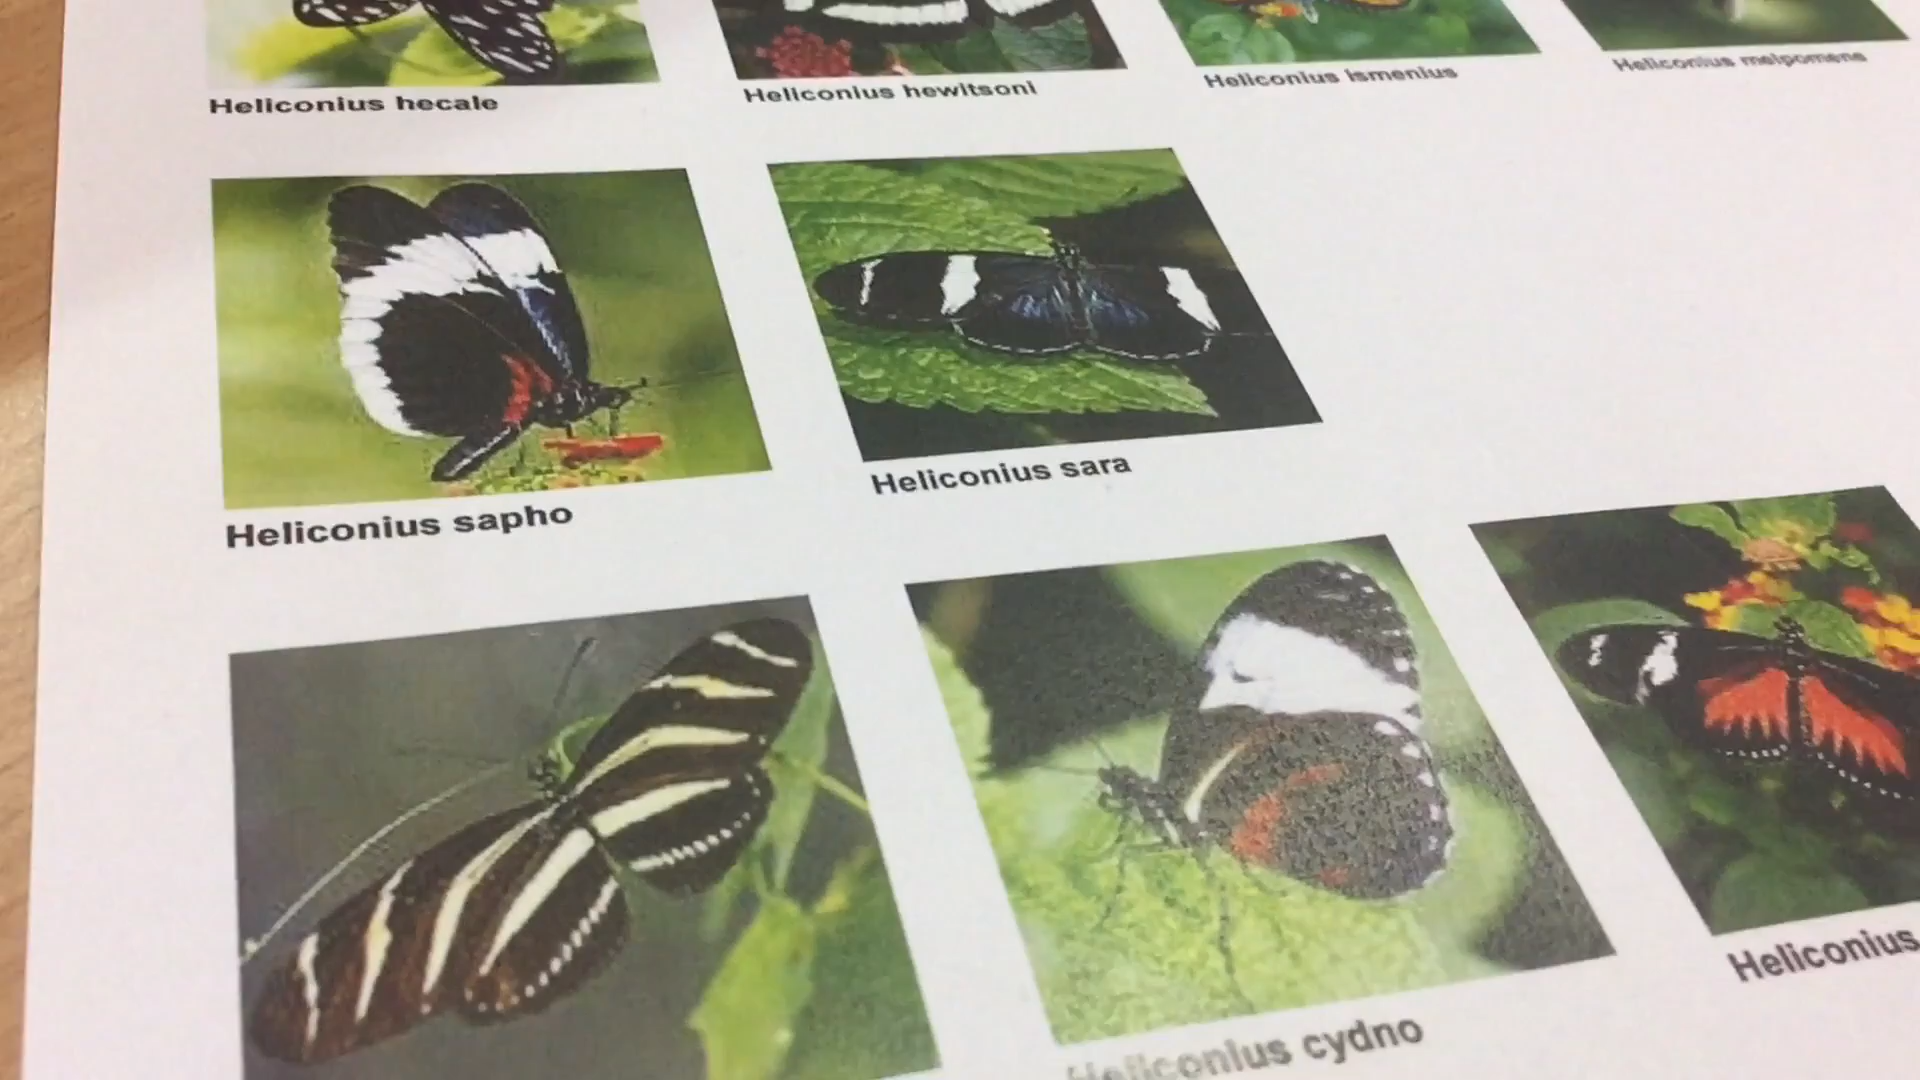 Heliconius hecale
Heliconius hewitsoni
Heliconius ismenius
Heliconius melpomene
Heliconius sapho
Heliconius sara
Heliconius cydno
Heliconius